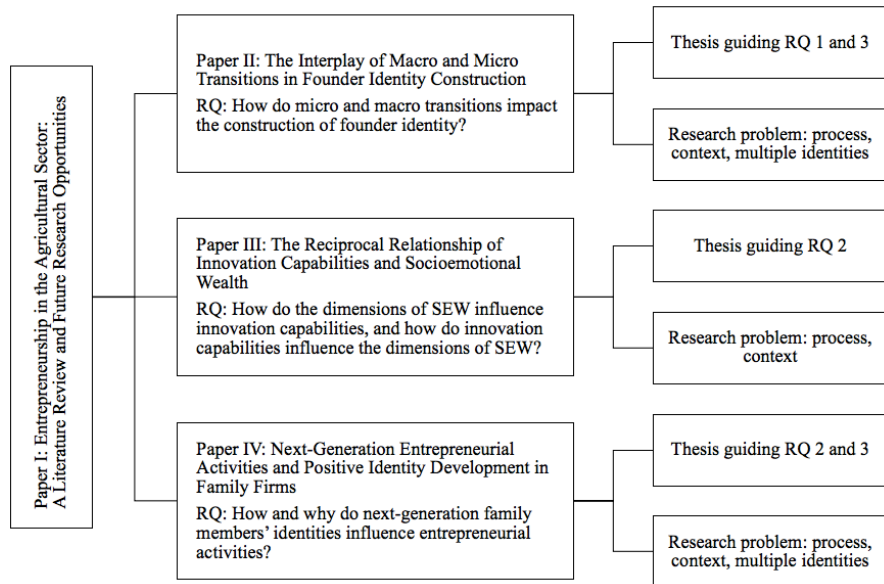 Paper I: Entrepreneurship in the Agricultural Sector:
A Literature Review and Future Research Opportunities
Paper II: The Interplay of Macro and Micro
Transitions in Founder Identity Construction
RQ: How do micro and macro transitions impact
the construction of founder identity?
Thesis guiding RQ 1 and 3
Research problem: process,
context, multiple identities
Paper III: The Reciprocal Relationship of
Innovation Capabilities and Socioemotional
Wealth
RQ: How do the dimensions of SEW influence
innovation capabilities, and how do innovation
capabilities influence the dimensions of SEW?
Thesis guiding RQ 2
Research problem: process,
context
Paper IV: Next-Generation Entrepreneurial
Activities and Positive Identity Development in
Family Firms
RQ: How and why do next-generation family
members’ identities influence entrepreneurial
activities?
Thesis guiding RQ 2 and 3
Research problem: process,
context, multiple identities